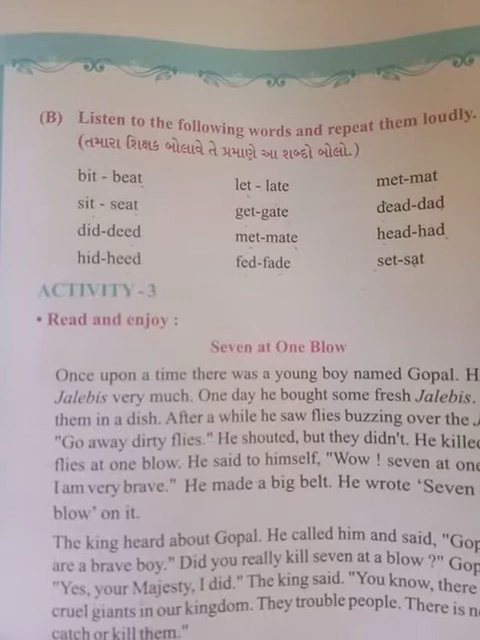 (B) Listen to the following words and repeat them loudly.
(તમારા શિક્ષક બોલાવે તે પ્રમાણે આ શબ્દો બોલો.)
bit - beat let - late met-mat
sit - seat get-gate dead-dad
did-deed met-mate head-had
hid-heed fed-fade set-sat
ACTIVITY-3
• Read and enjoy :
Seven at One Blow
Once upon a time there was a young boy named Gopal.
Jalebis very much. One day he bought some fresh Jalebis.
them in a dish. After a while he saw flies buzzing over the
"Go away dirty flies." He shouted, but they didn't. He killed
flies at one blow. He said to himself, "Wow ! seven at one
I am very brave." He made a big belt. He wrote ‘Seven
blow’ on it.
The king heard about Gopal. He called him and said,
are a brave boy." Did you really kill seven at a blow ?"
"Yes, your Majesty, I did." The king said. "You know, there
cruel giants in our kingdom. They trouble people. There is
catch or kill them."